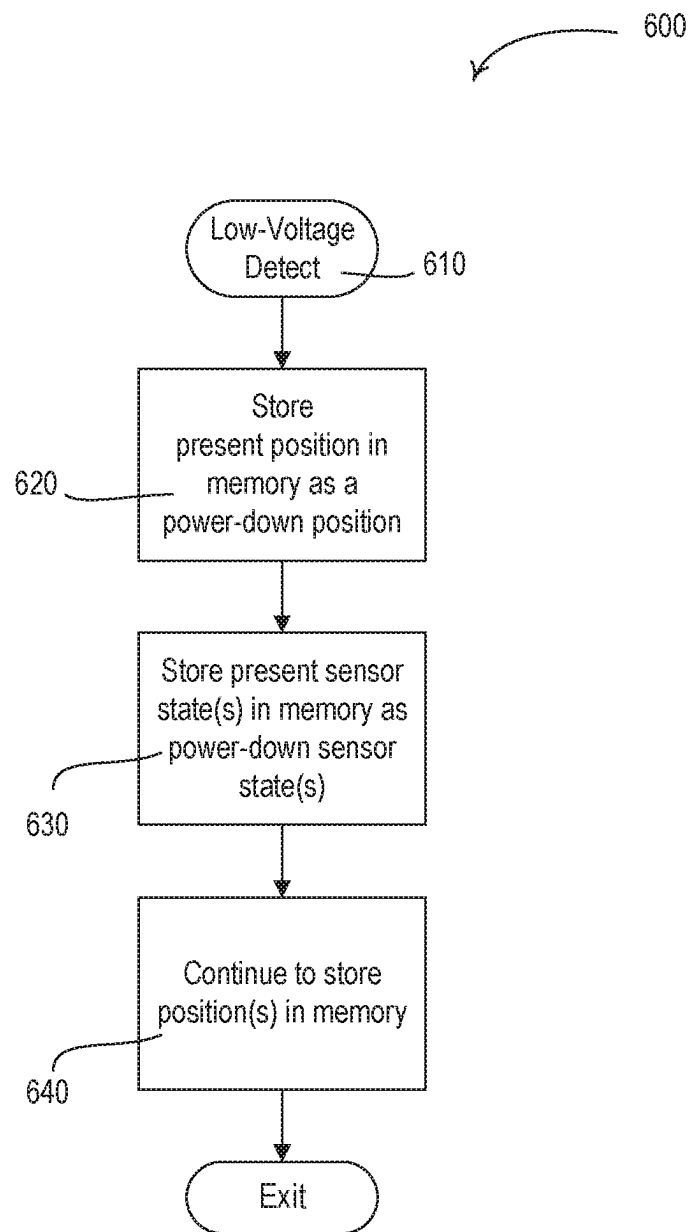 600
Low-Voltage
Detect
610
Store
present position in
memory as a
power-down position
620
Store present sensor
state(s) in memory as
power-down sensor
state(s)
630
Continue to store
position(s) in memory
640
Exit